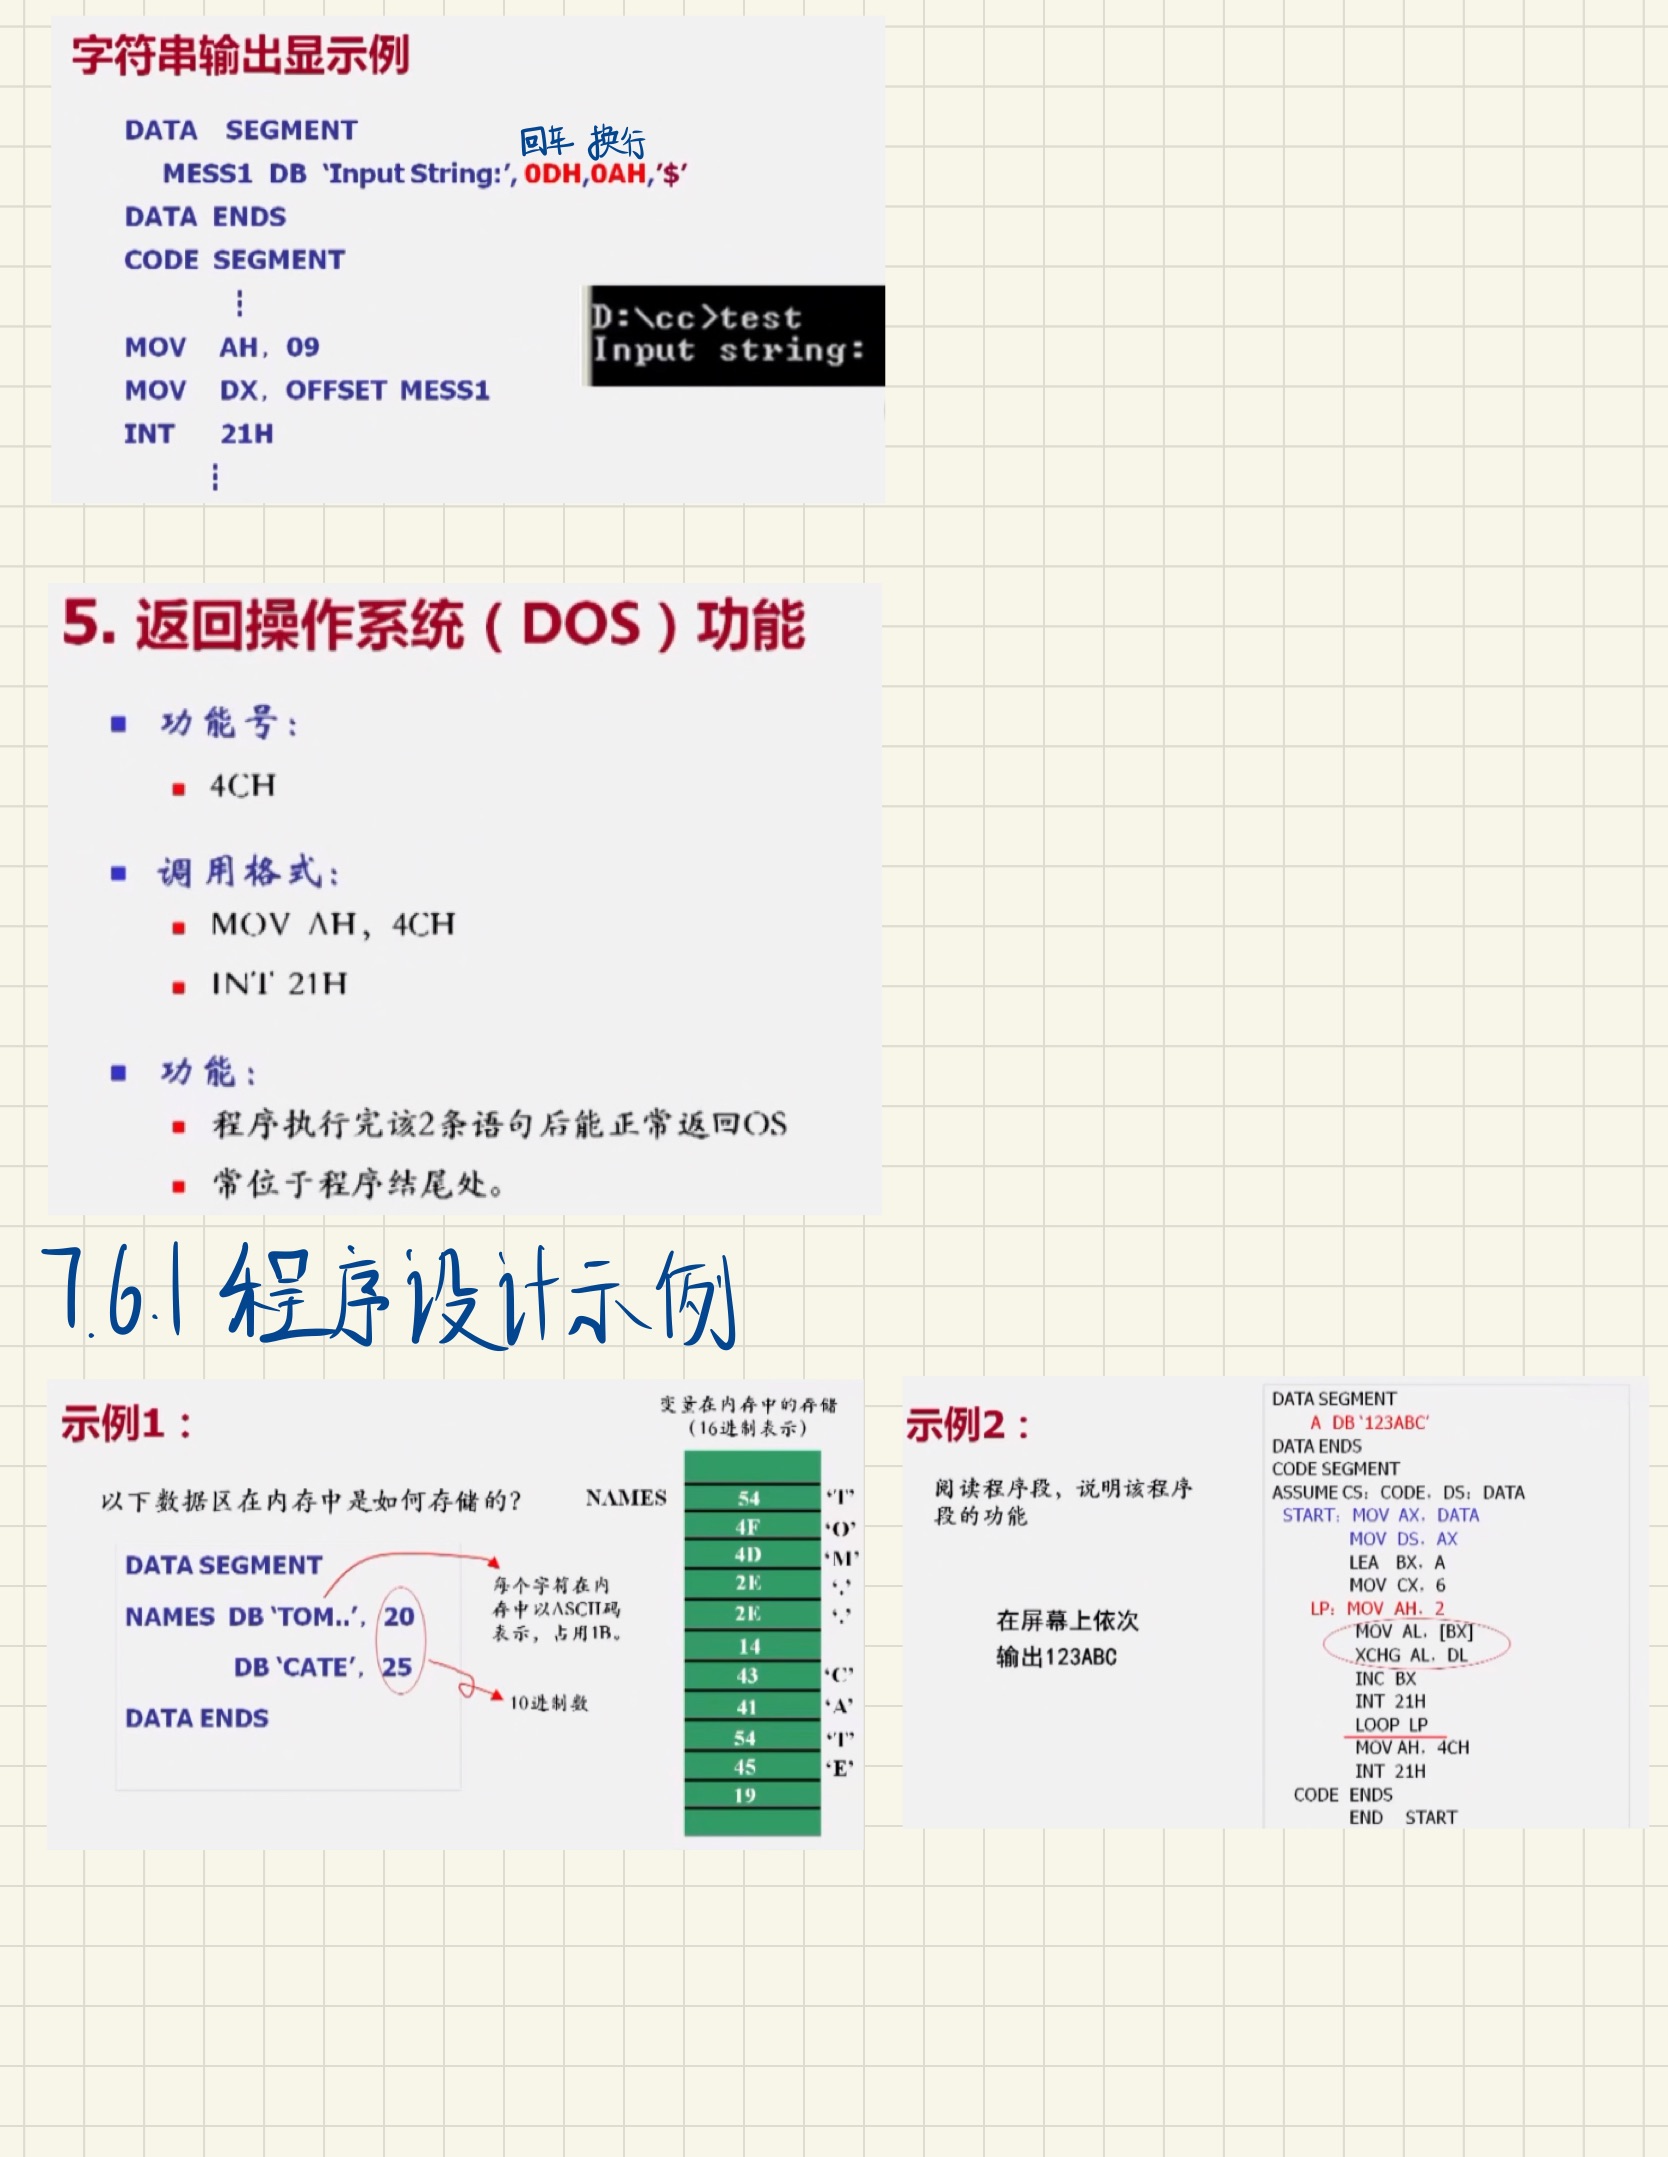 字符串输出显示例
DATA SEGMENT
回车 换行
MESS1 DB ‘Input String:’, 0DH,0AH,’$’
DATA ENDS
CODE SEGMENT
⋮
MOV AH, 09
MOV DX, OFFSET MESS1
INT 21H
⋮
D:\cc>test
Input string:
5. 返回操作系统（DOS）功能
功能号：
4CH
调用格式：
MOV AH， 4CH
INT 21H
功能：
程序执行完该2条语句后能正常返回OS
常位于程序结尾处。
7.6.1 程序设计示例
示例1：
以下数据区在内存中是如何存储的？
DATA SEGMENT
NAMES DB ‘TOM..’, 20
DB ‘CATE’, 25
DATA ENDS
每个字符在内
存中以ASCII码
表示，占用1B。
10进制数
变量在内存中的存储
（16进制表示）
NAMES 54 ‘T’
4F ‘O’
4D ‘M’
2E ‘.’
2E ‘.’
14
43 ‘C’
41 ‘A’
54 ‘T’
45 ‘E’
19
示例2：
阅读程序段，说明该程序
段的功能
在屏幕上依次
输出123ABC
DATA SEGMENT
A DB ‘123ABC’
DATA ENDS
CODE SEGMENT
ASSUME CS: CODE, DS: DATA
START: MOV AX, DATA
MOV DS, AX
LEA BX, A
MOV CX, 6
LP: MOV AH, 2
MOV AL, [BX]
XCHG AL, DL
INC BX
INT 21H
LOOP LP
MOV AH, 4CH
INT 21H
CODE ENDS
END START